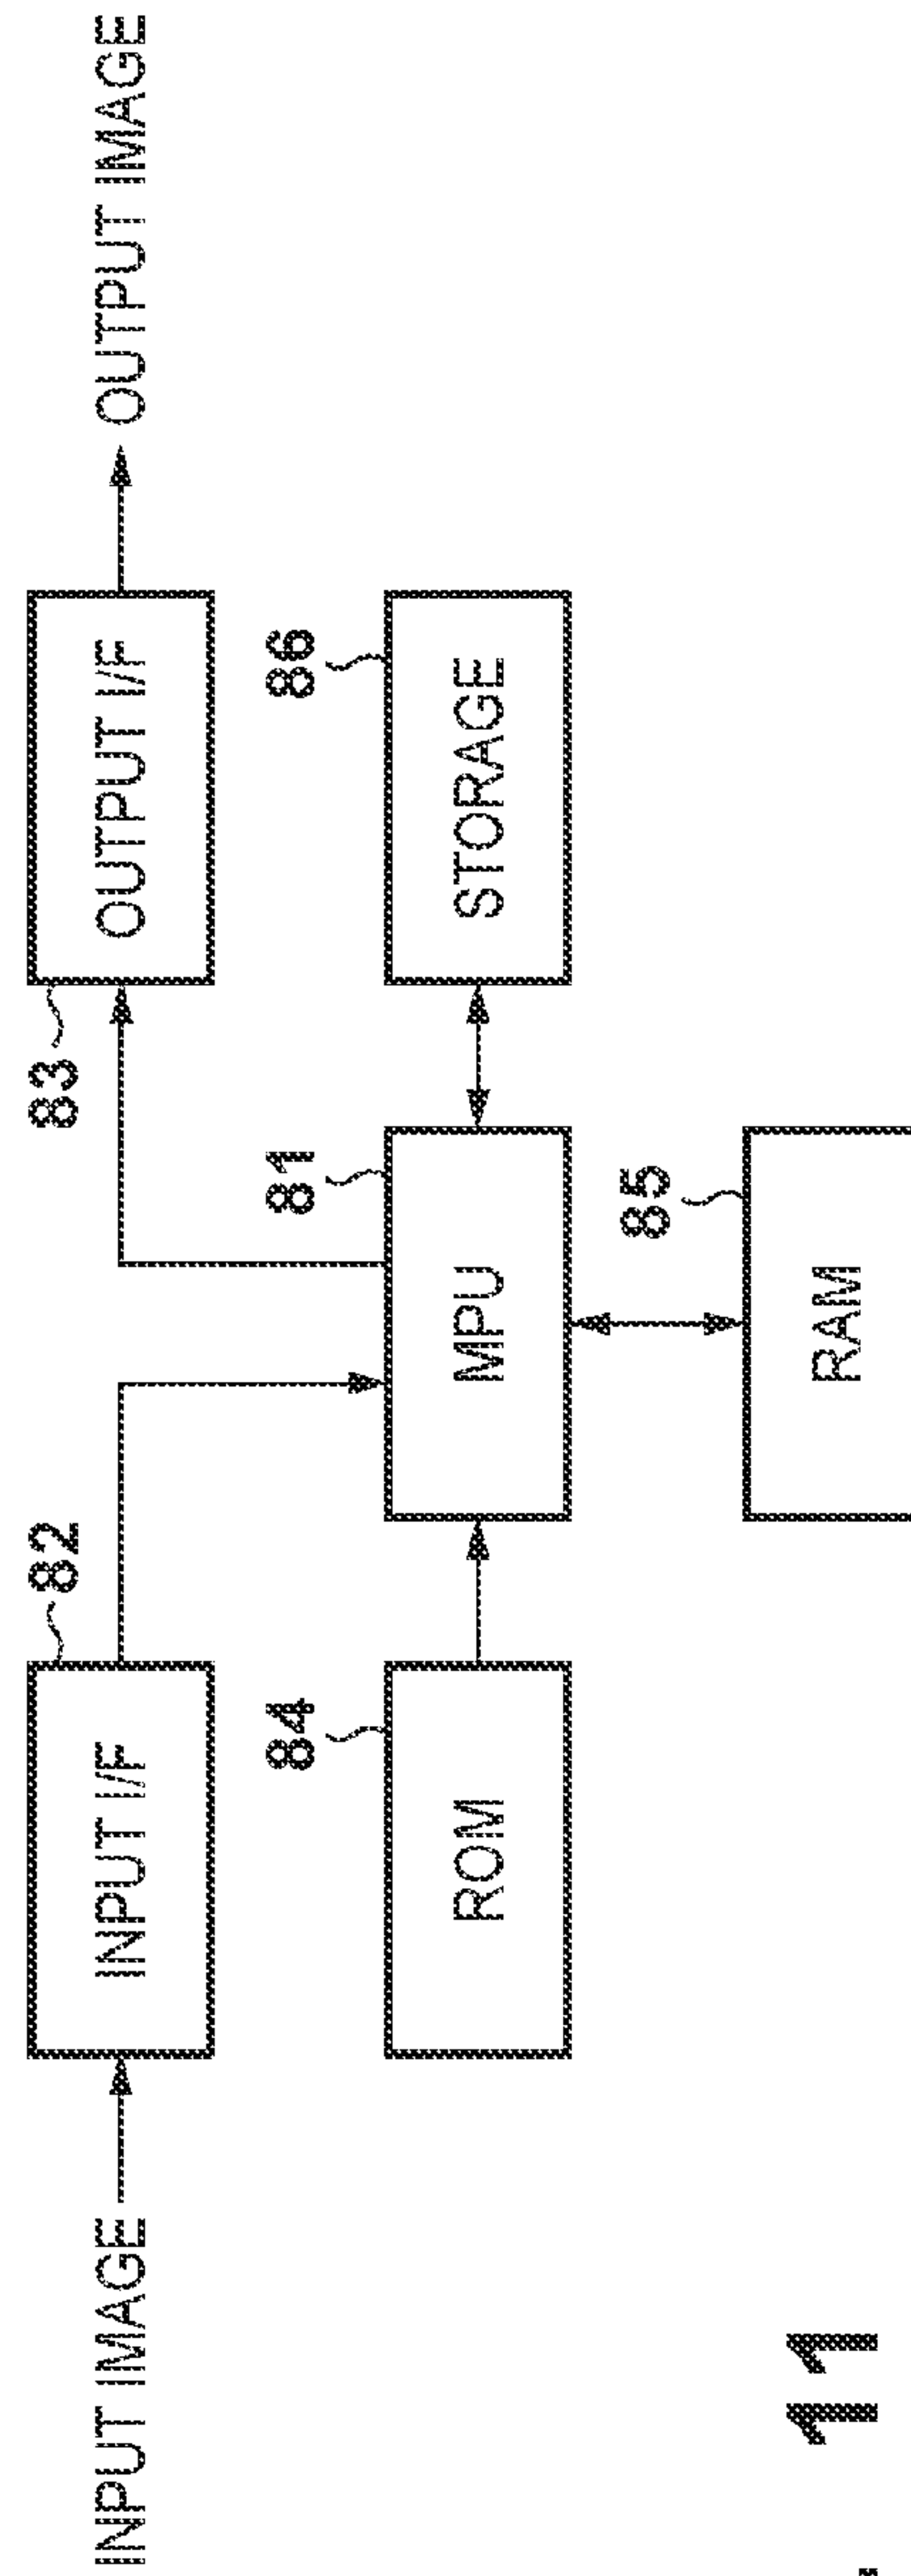 INPUT IMAGE
82
INPUT I/F
83
OUTPUT I/F
OUTPUT IMAGE
84
ROM
81
MPU
86
STORAGE
85
RAM
11